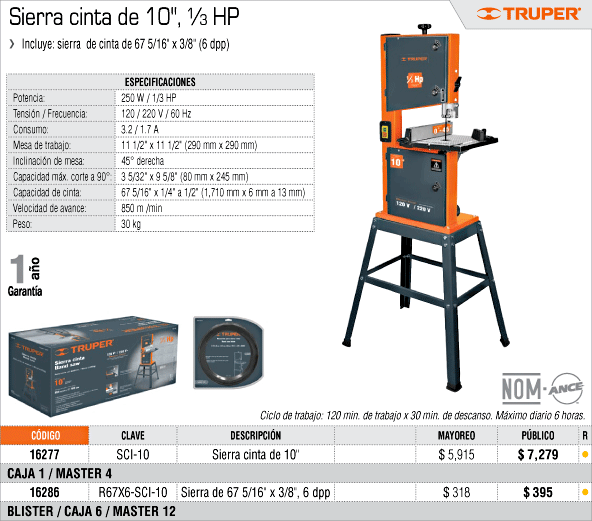 Sierra cinta de 10", 1/3 HP
TRUPER
Incluye: sierra de cinta de 67 5/16" x 3/8" (6 dpp)
ESPECIFICACIONES
Potencia: 250 W / 1/3 HP
Tensión / Frecuencia: 120 / 220 V / 60 Hz
Consumo: 3.2 / 1.7 A
Mesa de trabajo: 11 1/2" x 11 1/2" (290 mm x 290 mm)
Inclinación de mesa: 45° derecha
Capacidad máx. corte a 90°: 3 5/32" x 9 5/8" (80 mm x 245 mm)
Capacidad de cinta: 67 5/16" x 1/4" a 1/2" (1,710 mm x 6 mm a 13 mm)
Velocidad de avance: 850 m /min
Peso: 30 kg
1/3 Hp
10"
120 V / 220 V
1 año
Garantía
TRUPER
Sierra cinta
Band saw
10"
TRUPER
NOM-ANCE
Ciclo de trabajo: 120 min. de trabajo x 30 min. de descanso. Máximo diario 6 horas.
CÓDIGO CLAVE DESCRIPCIÓN MAYOREO PÚBLICO R
16277 SCI-10 Sierra cinta de 10" $ 5,915 $ 7,279
CAJA 1 / MASTER 4
16286 R67X6-SCI-10 Sierra de 67 5/16" x 3/8", 6 dpp $ 318 $ 395
BLISTER / CAJA 6 / MASTER 12